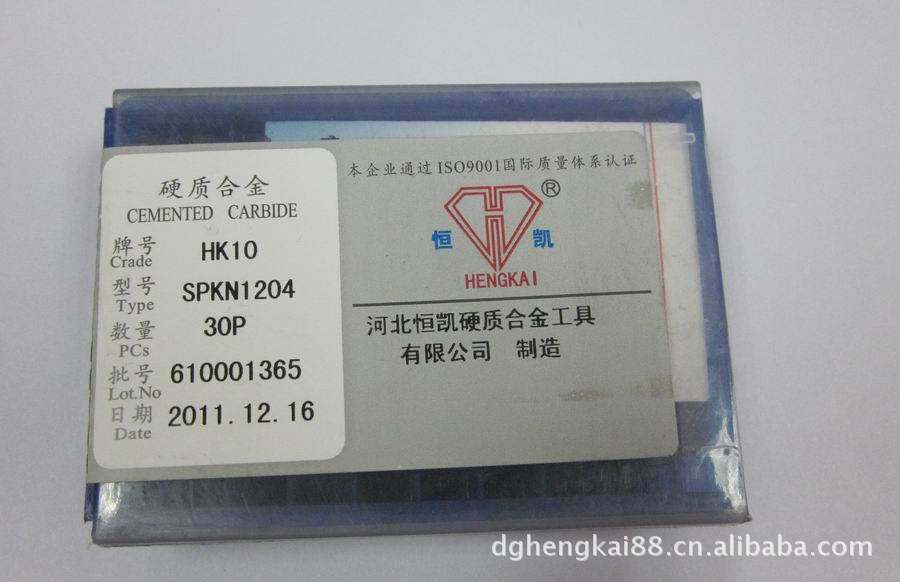 硬质合金
CEMENTED CARBIDE
牌号 HK10
Crade
型号 SPKN1204
Type
数量 30P
PCs
批号 610001365
Lot.No
日期 2011.12.16
Date
本企业通过 ISO9001国际质量体系认证
®
恒 凯
HENGKAI
河北恒凯硬质合金工具
有限公司 制造
dghengkai88.cn.alibaba.com